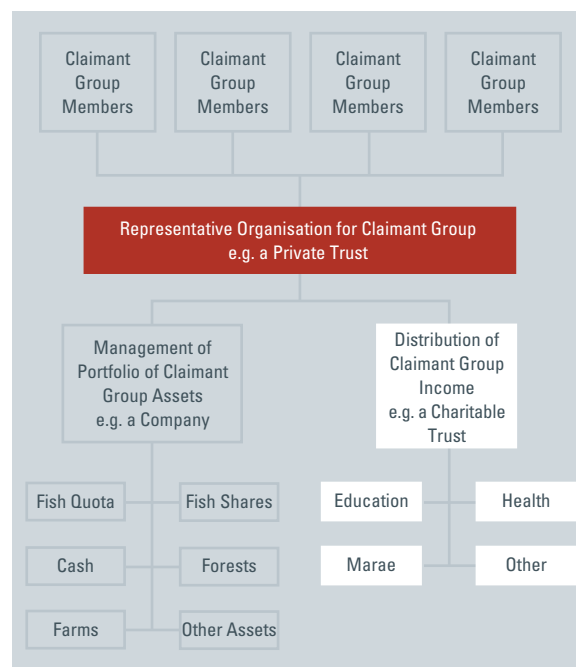 Claimant
Group
Members
Claimant
Group
Members
Claimant
Group
Members
Claimant
Group
Members
Representative Organisation for Claimant Group
e.g. a Private Trust
Management of
Portfolio of Claimant
Group Assets
e.g. a Company
Distribution of
Claimant Group
Income
e.g. a Charitable
Trust
Fish Quota
Fish Shares
Education
Health
Cash
Forests
Marae
Other
Farms
Other Assets